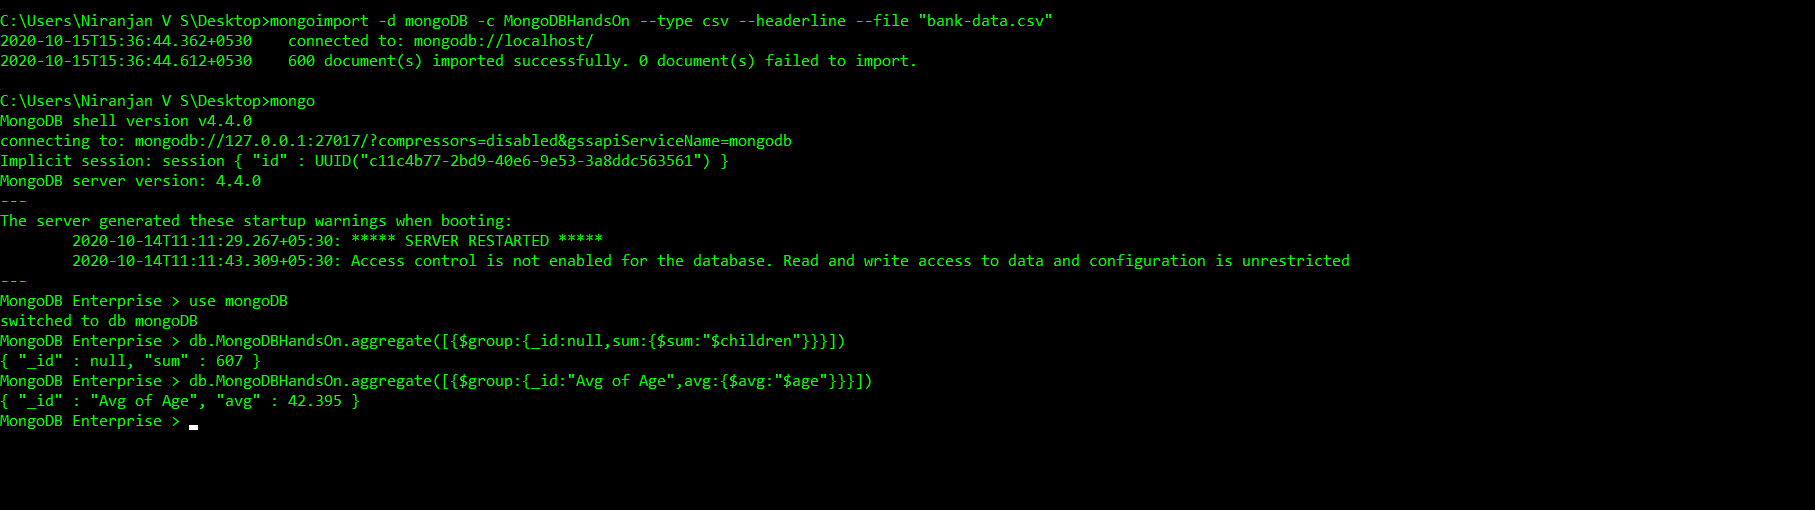 C:\Users\Niranjan V S\Desktop>mongoimport -d mongoDB -c MongoDBHandsOn --type csv --headerline --file "bank-data.csv"
2020-10-15T15:36:44.362+0530    connected to: mongodb://localhost/
2020-10-15T15:36:44.612+0530    600 document(s) imported successfully. 0 document(s) failed to import.
C:\Users\Niranjan V S\Desktop>mongo
MongoDB shell version v4.4.0
connecting to: mongodb://127.0.0.1:27017/?compressors=disabled&gssapiServiceName=mongodb
Implicit session: session { "id" : UUID("c11c4b77-2bd9-40e6-9e53-3a8ddc563561") }
MongoDB server version: 4.4.0
---
The server generated these startup warnings when booting:
        2020-10-14T11:11:29.267+05:30: ***** SERVER RESTARTED *****
        2020-10-14T11:11:43.309+05:30: Access control is not enabled for the database. Read and write access to data and configuration is unrestricted
---
MongoDB Enterprise > use mongoDB
switched to db mongoDB
MongoDB Enterprise > db.MongoDBHandsOn.aggregate([{$group:{_id:null,sum:{$sum:"$children"}}}])
{ "_id" : null, "sum" : 607 }
MongoDB Enterprise > db.MongoDBHandsOn.aggregate([{$group:{_id:"Avg of Age",avg:{$avg:"$age"}}}])
{ "_id" : "Avg of Age", "avg" : 42.395 }
MongoDB Enterprise >